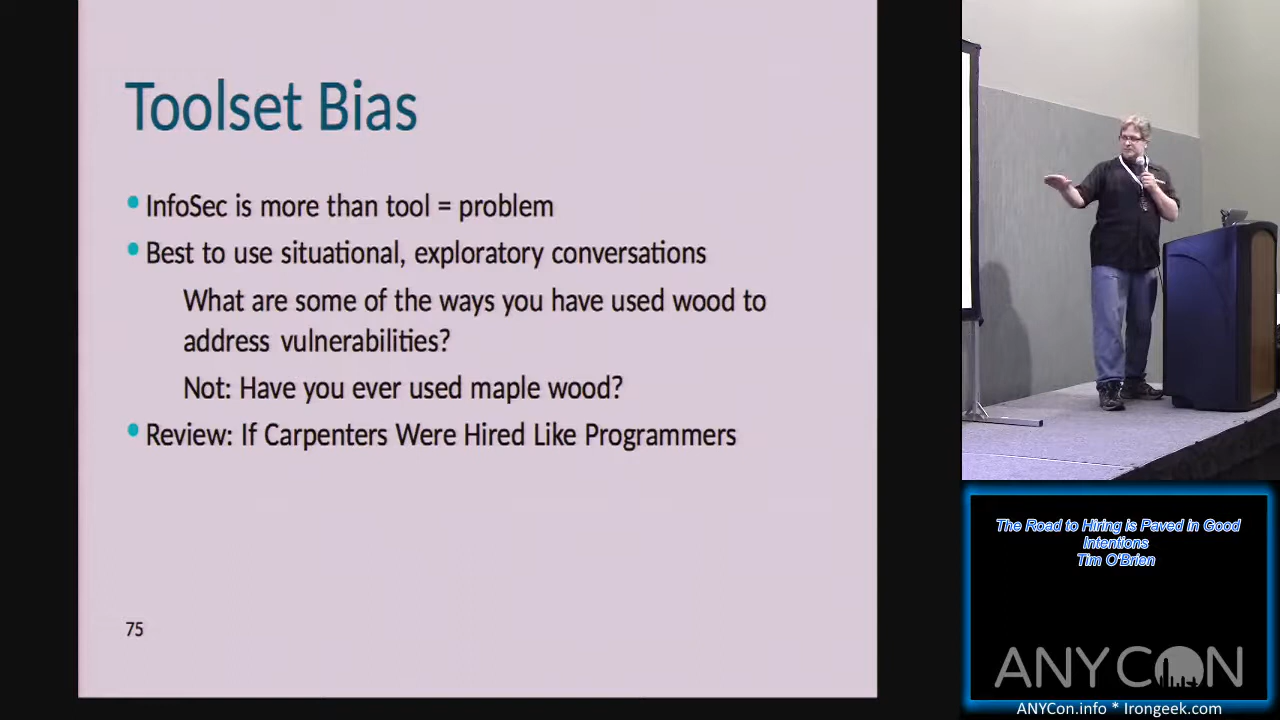 Toolset Bias
InfoSec is more than tool = problem
Best to use situational, exploratory conversations
What are some of the ways you have used wood to
address vulnerabilities?
Not: Have you ever used maple wood?
Review: If Carpenters Were Hired Like Programmers
75
The Road to Hiring is Paved in Good
Intentions
Tim O'Brien
ANYCON
ANYCon.info * Irongeek.com